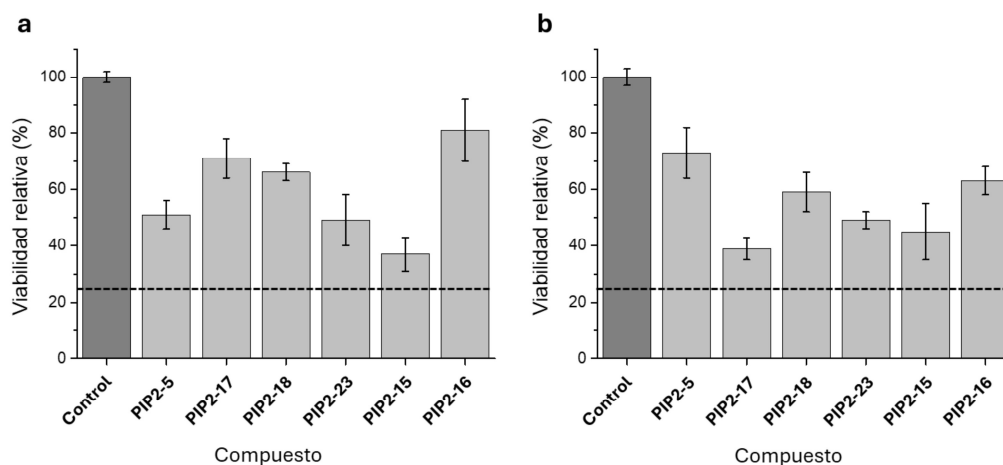 a
Viabilidad relativa (%)
100
80
60
40
20
0
Control
PIP2-5
PIP2-17
PIP2-18
PIP2-23
PIP2-15
PIP2-16
Compuesto
b
Viabilidad relativa (%)
100
80
60
40
20
0
Control
PIP2-5
PIP2-17
PIP2-18
PIP2-23
PIP2-15
PIP2-16
Compuesto